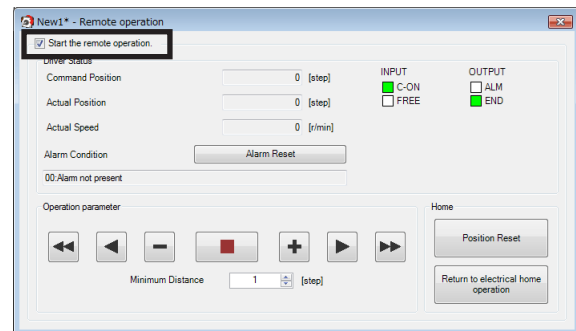 New1* - Remote operation
Start the remote operation.
Driver Status
Command Position 0 [step]
Actual Position 0 [step]
Actual Speed 0 [r/min]
INPUT OUTPUT
C-ON ALM
FREE END
Alarm Condition Alarm Reset
00:Alarm not present
Operation parameter
Minimum Distance 1 [step]
Home
Position Reset
Return to electrical home
operation